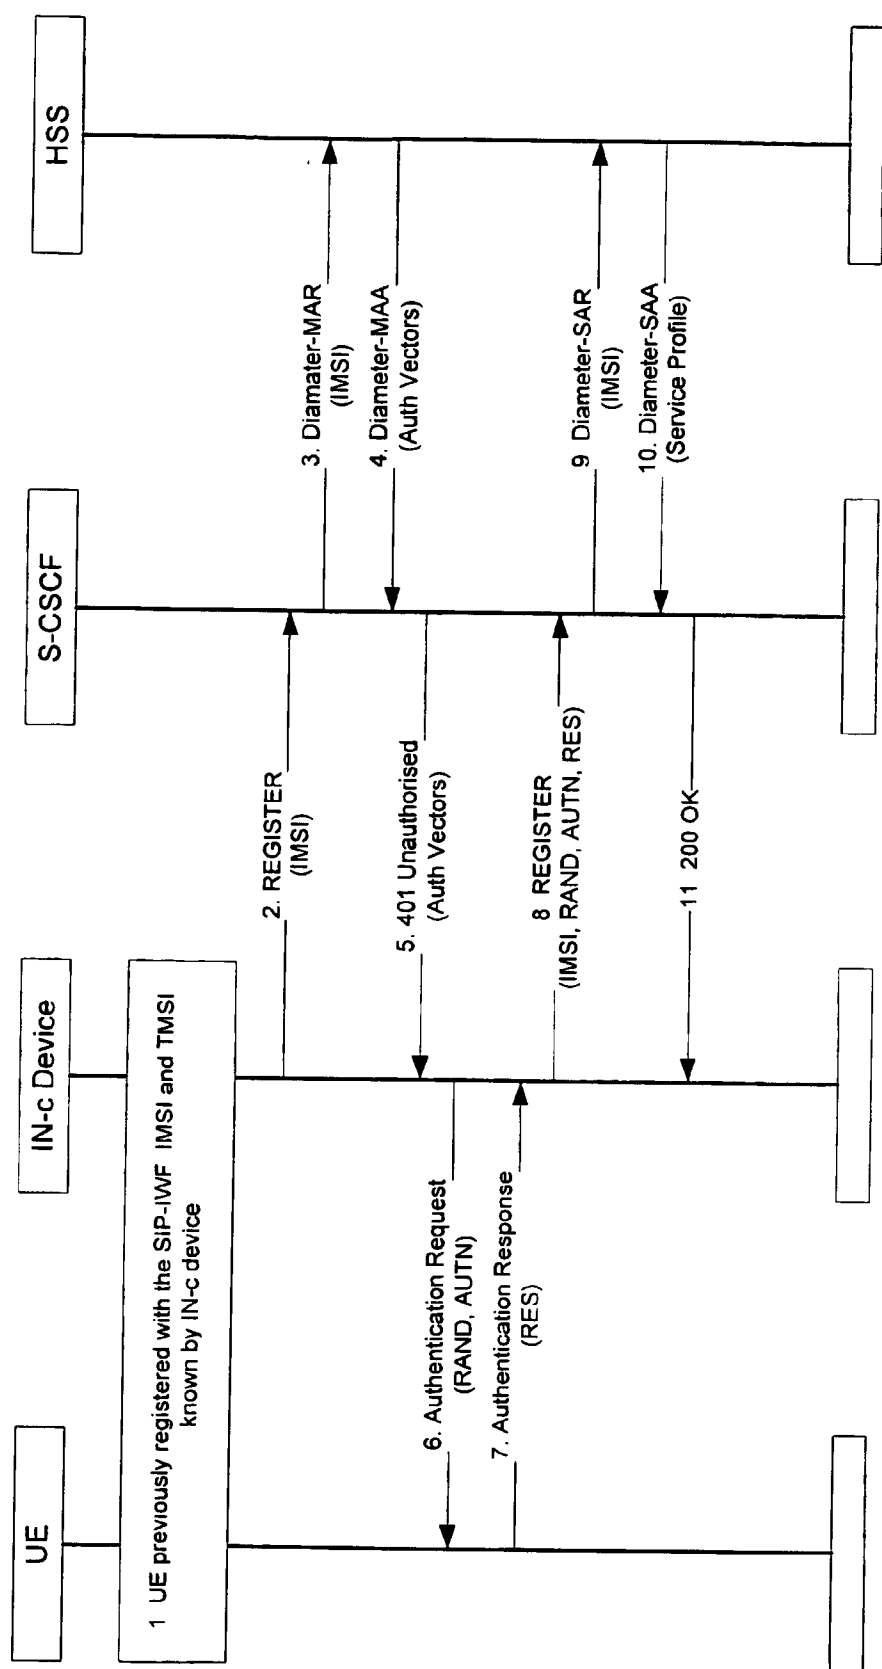 UE
IN-c Device
S-CSCF
HSS
1 UE previously registered with the SIP-IWF IMSI and TMSI
known by IN-c device
2. REGISTER
(IMSI)
3. Diamater-MAR
(IMSI)
4. Diameter-MAA
(Auth Vectors)
5. 401 Unauthorised
(Auth Vectors)
6. Authentication Request
(RAND, AUTN)
7. Authentication Response
(RES)
8 REGISTER
(IMSI, RAND, AUTN, RES)
9 Diameter-SAR
(IMSI)
10. Diameter-SAA
(Service Profile)
11 200 OK